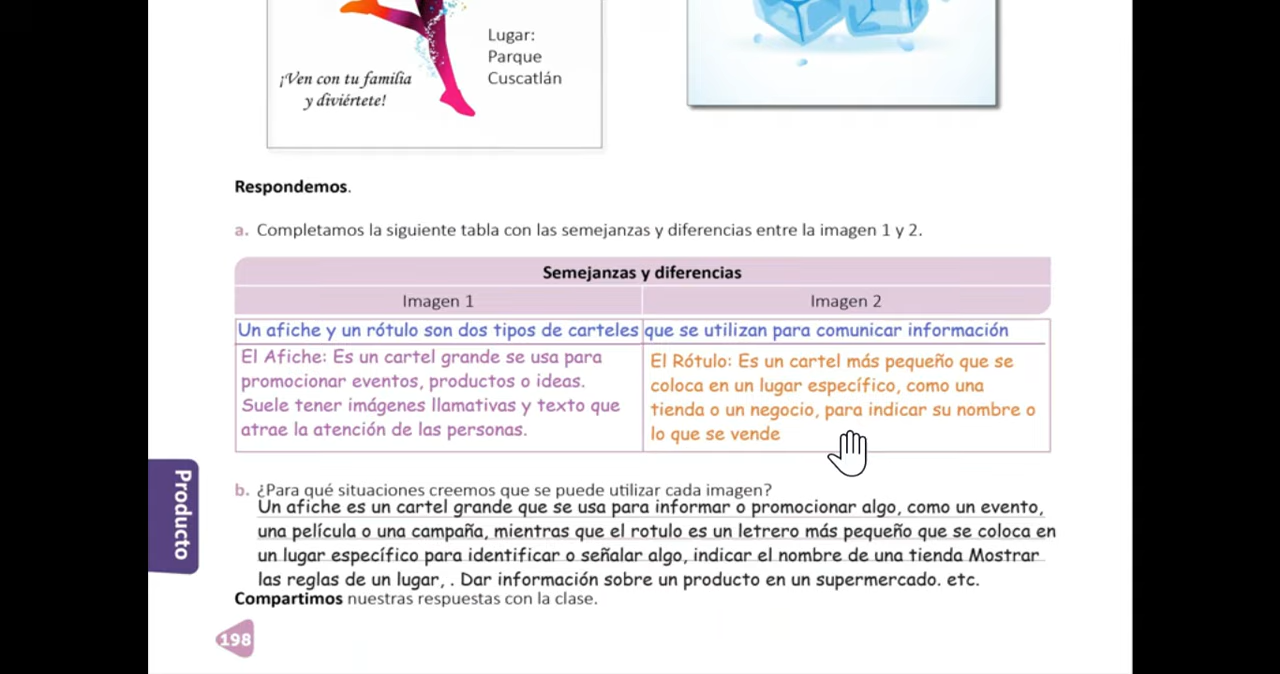 Lugar:
Parque
Cuscatlán
¡Ven con tu familia
y diviértete!
Respondemos.
a. Completamos la siguiente tabla con las semejanzas y diferencias entre la imagen 1 y 2.
Semejanzas y diferencias
Imagen 1
Imagen 2
Un afiche y un rótulo son dos tipos de carteles que se utilizan para comunicar información
El Afiche: Es un cartel grande se usa para
promocionar eventos, productos o ideas.
Suele tener imágenes llamativas y texto que
atrae la atención de las personas.
El Rótulo: Es un cartel más pequeño que se
coloca en un lugar específico, como una
tienda o un negocio, para indicar su nombre o
lo que se vende
b. ¿Para qué situaciones creemos que se puede utilizar cada imagen?
Un afiche es un cartel grande que se usa para informar o promocionar algo, como un evento,
una película o una campaña, mientras que el rotulo es un letrero más pequeño que se coloca en
un lugar específico para identificar o señalar algo, indicar el nombre de una tienda Mostrar
las reglas de un lugar, . Dar información sobre un producto en un supermercado. etc.
Compartimos nuestras respuestas con la clase.
Producto
198